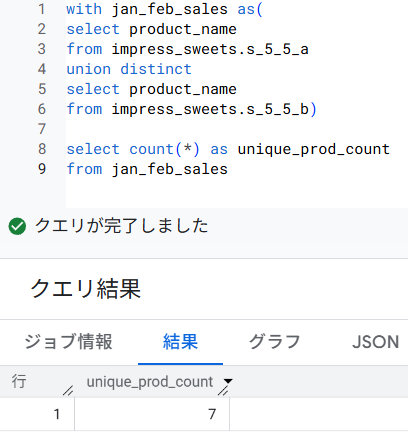 1 with jan_feb_sales as(
2 select product_name
3 from impress_sweets.s_5_5_a
4 union distinct
5 select product_name
6 from impress_sweets.s_5_5_b)
7
8 select count(*) as unique_prod_count
9 from jan_feb_sales
クエリが完了しました
クエリ結果
ジョブ情報 結果 グラフ JSON
行 unique_prod_count
1 7